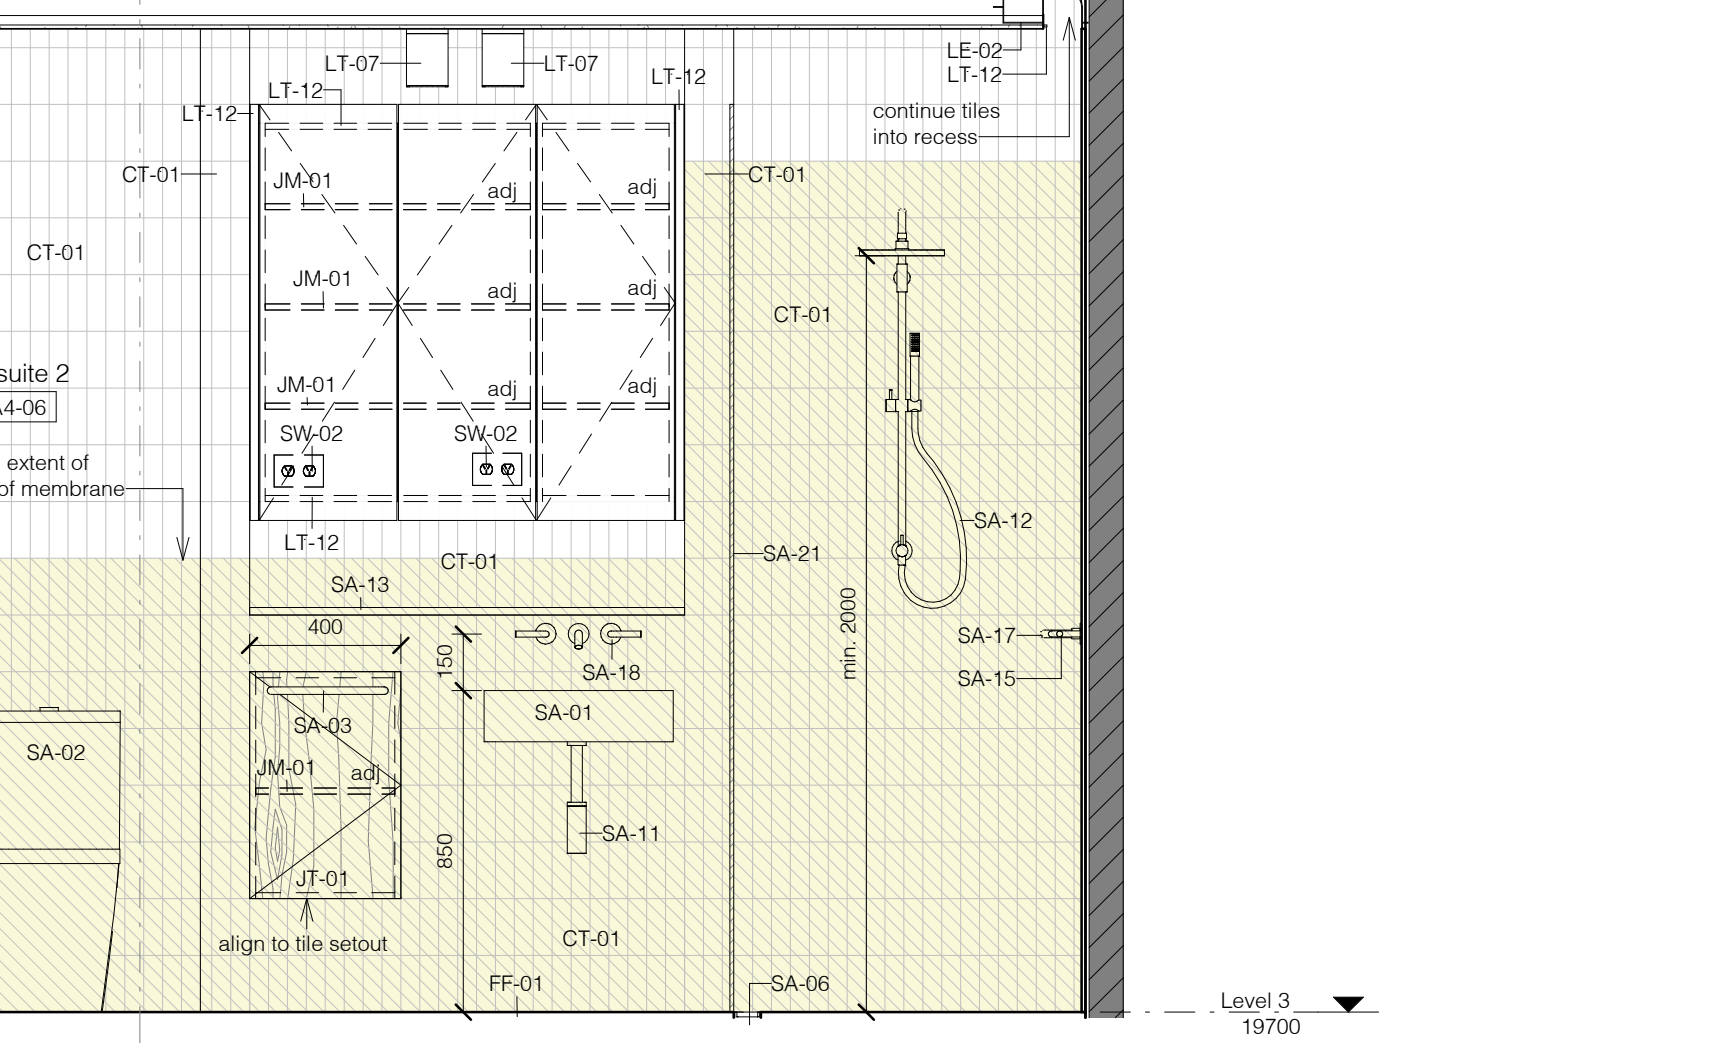 LT-07
LT-07
LE-02
LT-12
LT-12
LT-12
LT-12
continue tiles
into recess
CT-01
JM-01
adj
adj
CT-01
CT-01
JM-01
adj
adj
CT-01
suite 2
A4-06
JM-01
adj
adj
SW-02
SW-02
extent of
of membrane
SA-12
LT-12
CT-01
SA-21
SA-13
400
150
min. 2000
SA-17
SA-18
SA-15
SA-01
SA-03
SA-02
JM-01
adj
SA-11
850
JT-01
align to tile setout
CT-01
FF-01
SA-06
Level 3
19700